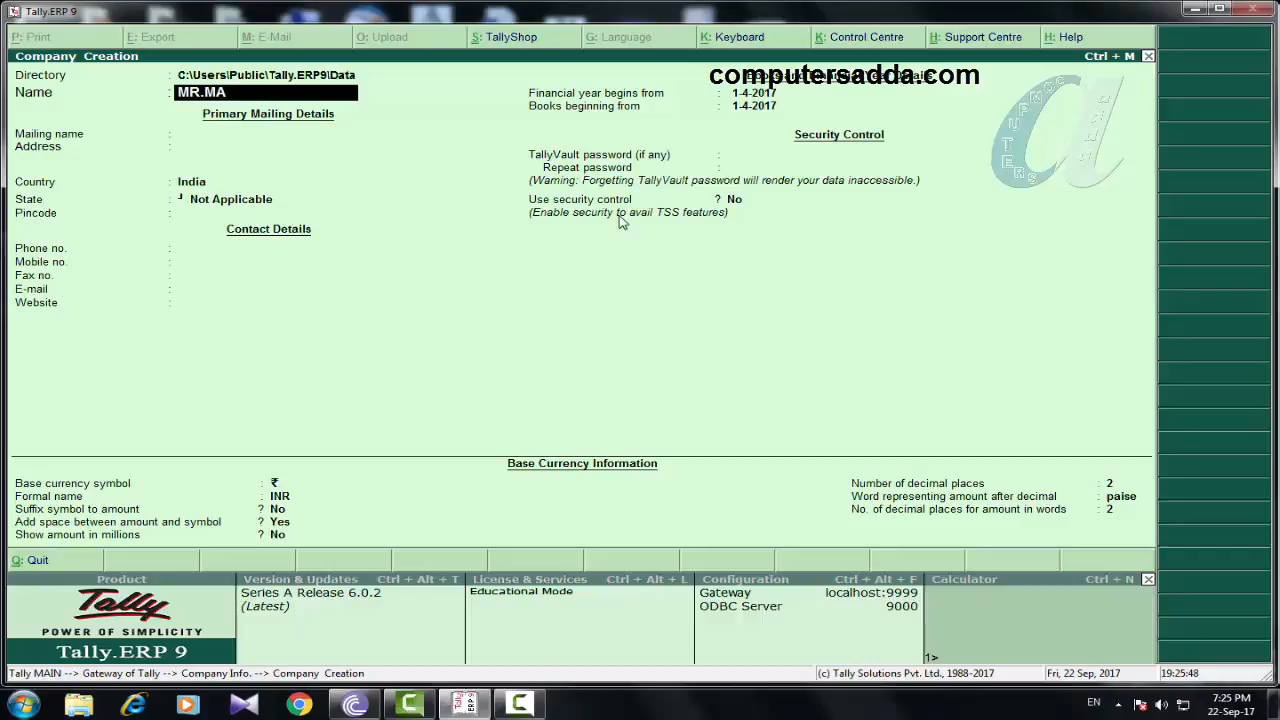 Tally.ERP 9
P: Print E: Export M: E-Mail O: Upload S: TallyShop G: Language K: Keyboard K: Control Centre H: Support Centre H: Help
Company Creation Ctrl + M
Directory : C:\Users\Public\Tally.ERP9\Data
computersadda.com
Name : MR.MA
Primary Mailing Details
Mailing name :
Address :
Country : India
State : Not Applicable
Pincode :
Contact Details
Phone no. :
Mobile no. :
Fax no. :
E-mail :
Website :
Financial year begins from : 1-4-2017
Books beginning from : 1-4-2017
Security Control
TallyVault password (if any) :
Repeat password :
(Warning: Forgetting TallyVault password will render your data inaccessible.)
Use security control ? No
(Enable security to avail TSS features)
Base Currency Information
Base currency symbol : ₹
Formal name : INR
Suffix symbol to amount ? No
Add space between amount and symbol ? Yes
Show amount in millions ? No
Number of decimal places : 2
Word representing amount after decimal : paise
No. of decimal places for amount in words : 2
Q: Quit
Product
Tally
POWER OF SIMPLICITY
Tally.ERP 9
Version & Updates Ctrl + Alt + T
Series A Release 6.0.2
(Latest)
License & Services Ctrl + Alt + L
Educational Mode
Configuration Ctrl + Alt + F
Gateway localhost:9999
ODBC Server 9000
Calculator Ctrl + N
1>
Tally MAIN --> Gateway of Tally --> Company Info. --> Company Creation (c) Tally Solutions Pvt. Ltd., 1988-2017 Fri, 22 Sep, 2017 19:25:48
EN 7:25 PM
22-Sep-17